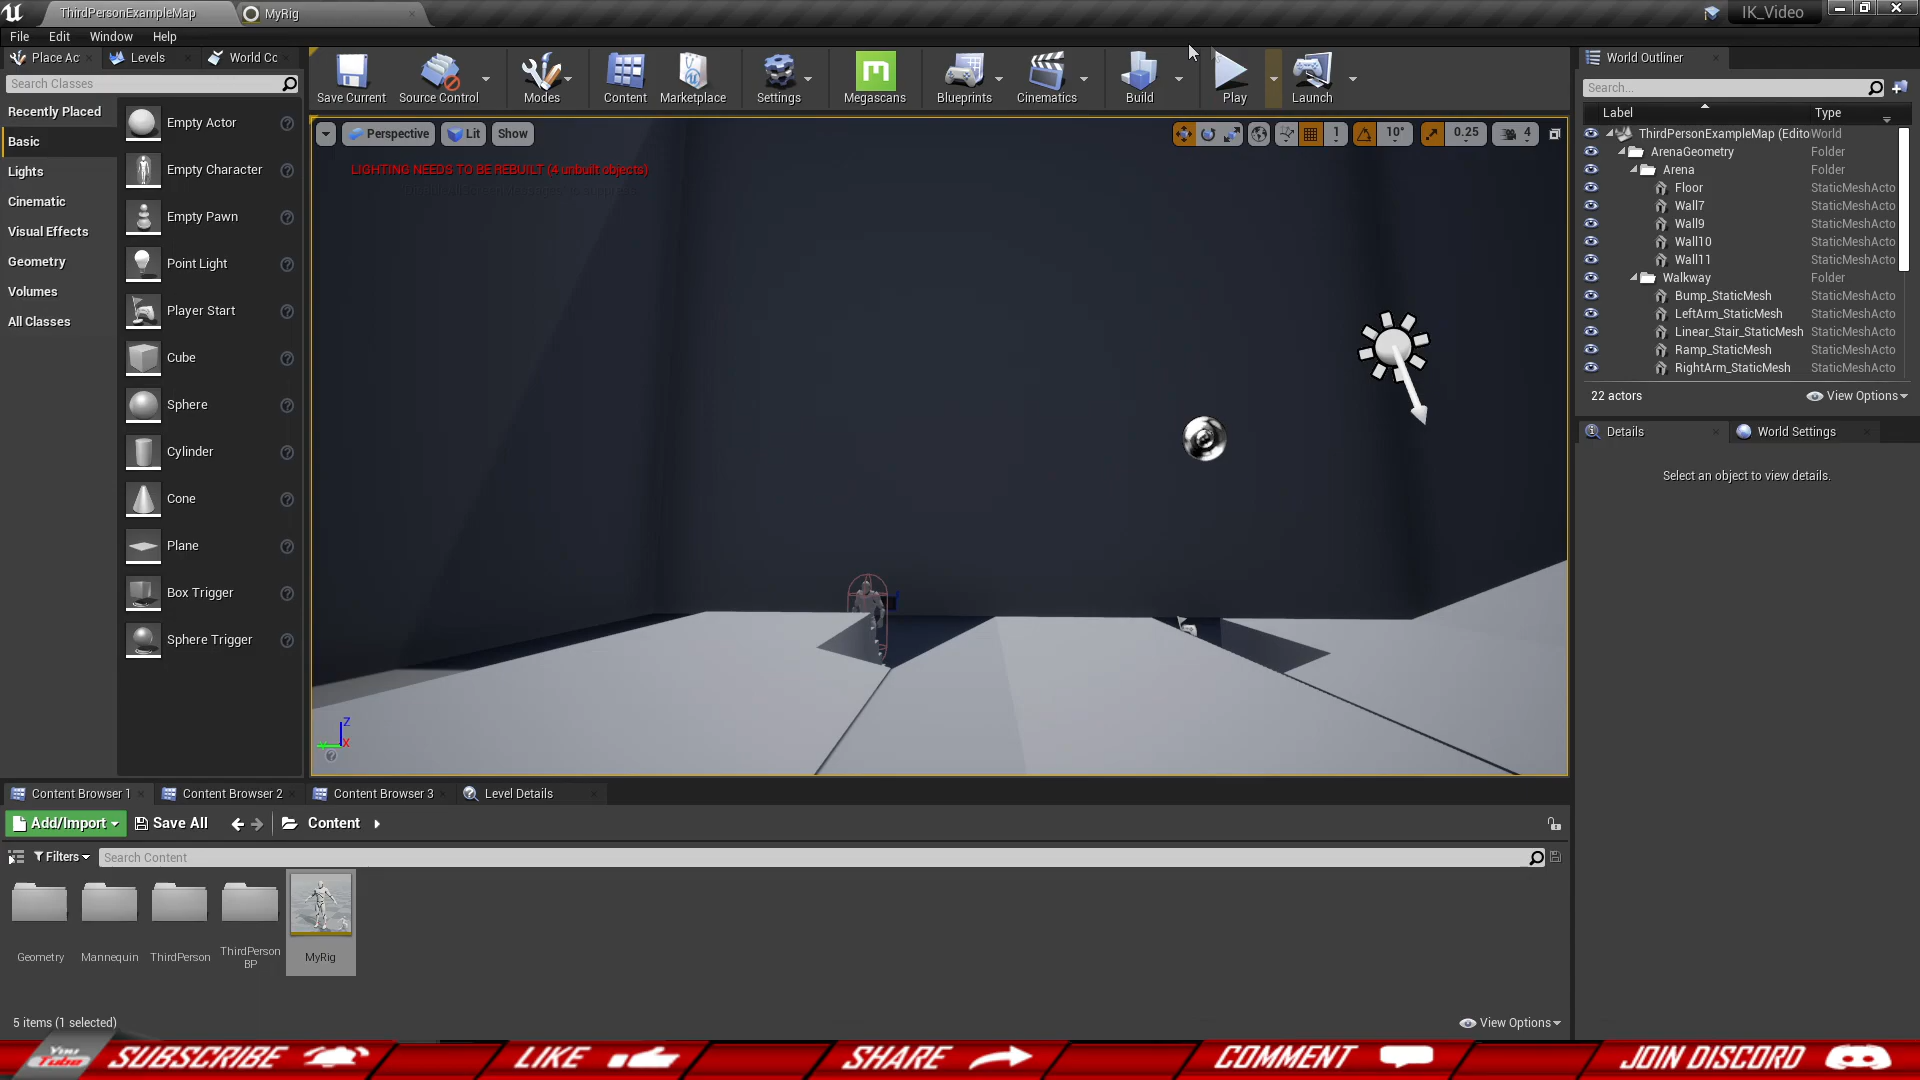 ThirdPersonExampleMap
MyRig
IK_Video
File Edit Window Help
Place Ac
Levels
World Cc
Search Classes
Recently Placed
Basic
Lights
Cinematic
Visual Effects
Geometry
Volumes
All Classes
Empty Actor
Empty Character
Empty Pawn
Point Light
Player Start
Cube
Sphere
Cylinder
Cone
Plane
Box Trigger
Sphere Trigger
Save Current
Source Control
Modes
Content
Marketplace
Settings
Megascans
Blueprints
Cinematics
Build
Play
Launch
Perspective
Lit
Show
1
10°
0.25
4
LIGHTING NEEDS TO BE REBUILT (4 unbuilt objects)
Z
X
World Outliner
Search...
Label Type
ThirdPersonExampleMap (Edito World
ArenaGeometry Folder
Arena Folder
Floor StaticMeshActo
Wall7 StaticMeshActo
Wall9 StaticMeshActo
Wall10 StaticMeshActo
Wall11 StaticMeshActo
Walkway Folder
Bump_StaticMesh StaticMeshActo
LeftArm_StaticMesh StaticMeshActo
Linear_Stair_StaticMesh StaticMeshActo
Ramp_StaticMesh StaticMeshActo
RightArm_StaticMesh StaticMeshActo
22 actors
View Options
Details
World Settings
Select an object to view details.
Content Browser 1
Content Browser 2
Content Browser 3
Level Details
Add/Import
Save All
Content
Filters
Search Content
Geometry
Mannequin
ThirdPerson
ThirdPerson
BP
MyRig
5 items (1 selected)
View Options
You
Tube
SUBSCRIBE
LIKE
SHARE
COMMENT
JOIN DISCORD